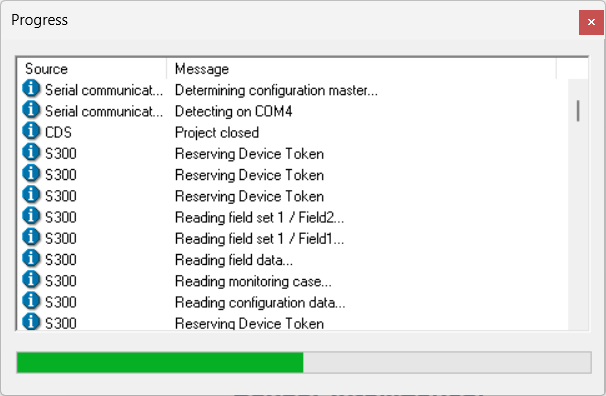 Progress
Source Message
Serial communicat... Determining configuration master...
Serial communicat... Detecting on COM4
CDS Project closed
S300 Reserving Device Token
S300 Reserving Device Token
S300 Reserving Device Token
S300 Reading field set 1 / Field2...
S300 Reading field set 1 / Field1...
S300 Reading field data...
S300 Reading monitoring case...
S300 Reading configuration data...
S300 Reserving Device Token